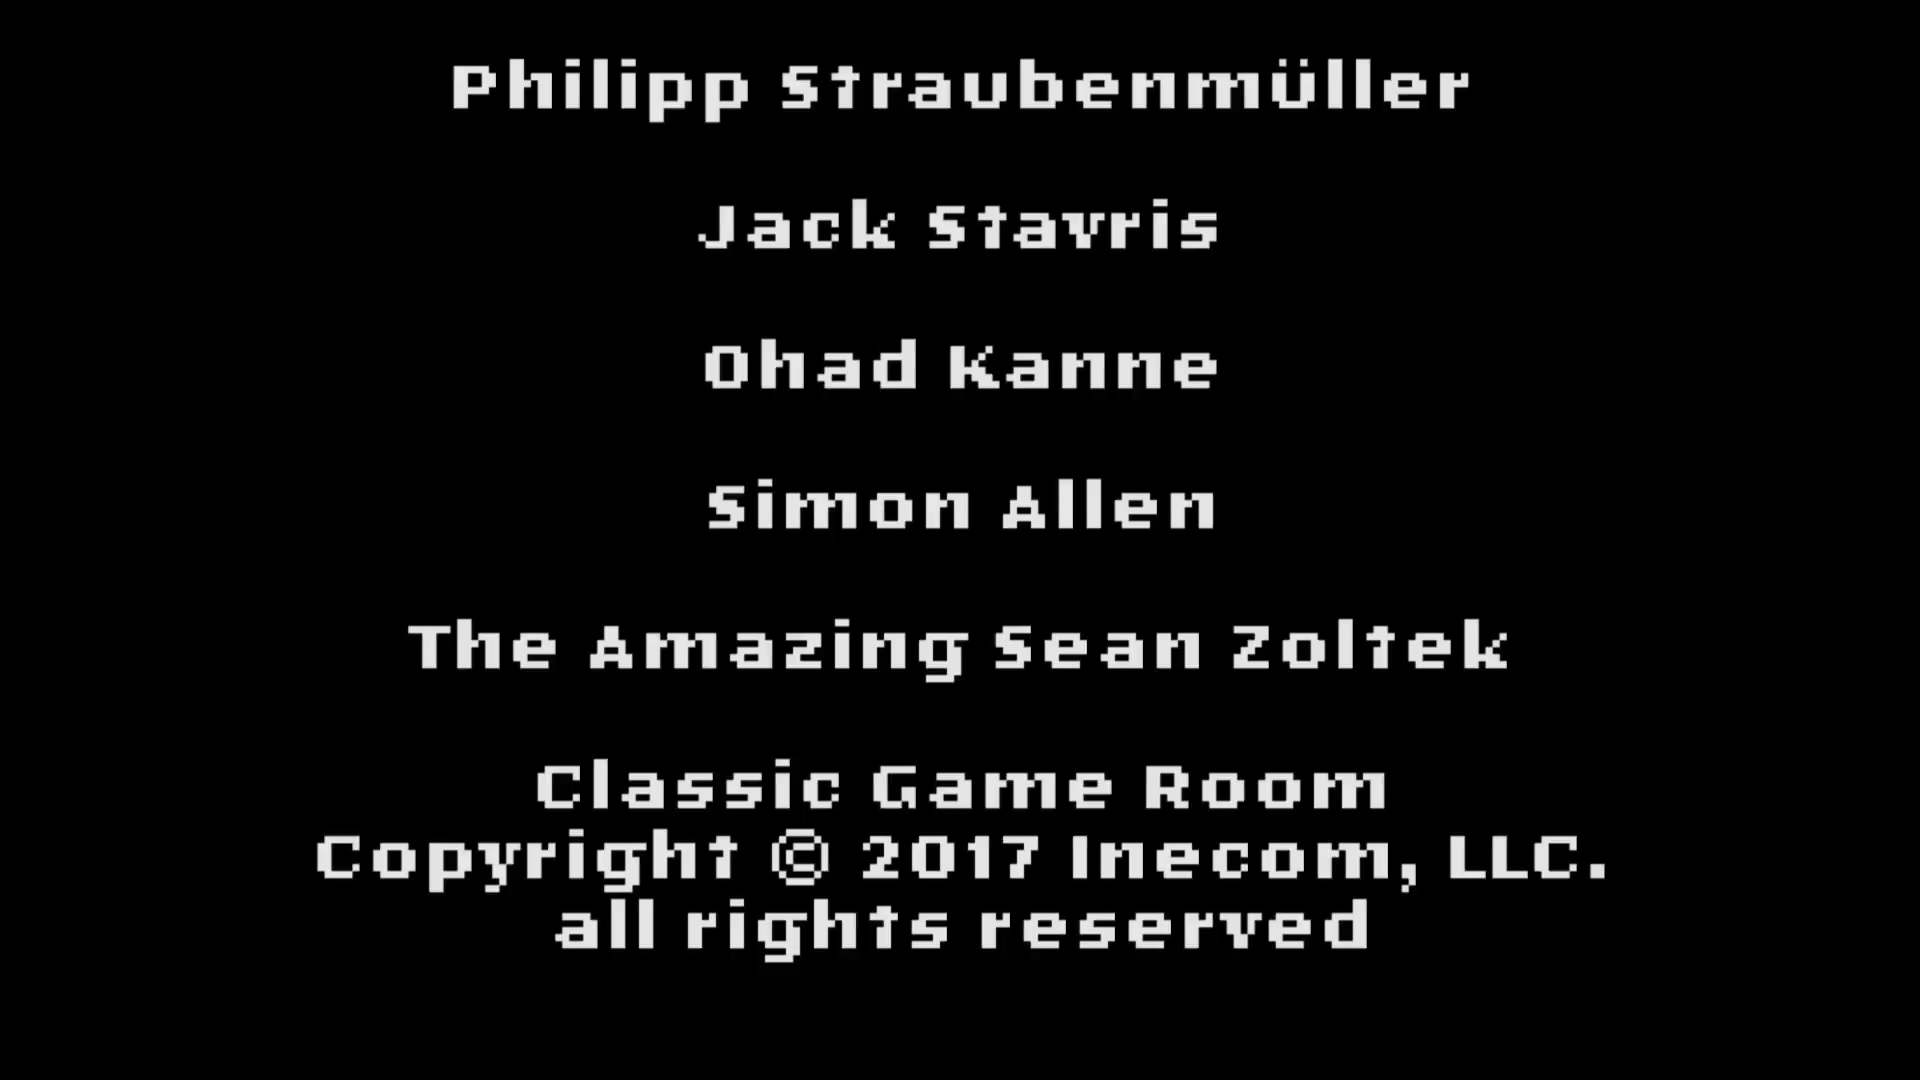 Philipp Straubenmüller
Jack Stavris
Ohad Kanne
Simon Allen
The Amazing Sean Zoltek
Classic Game Room
Copyright © 2017 Inecom, LLC.
all rights reserved